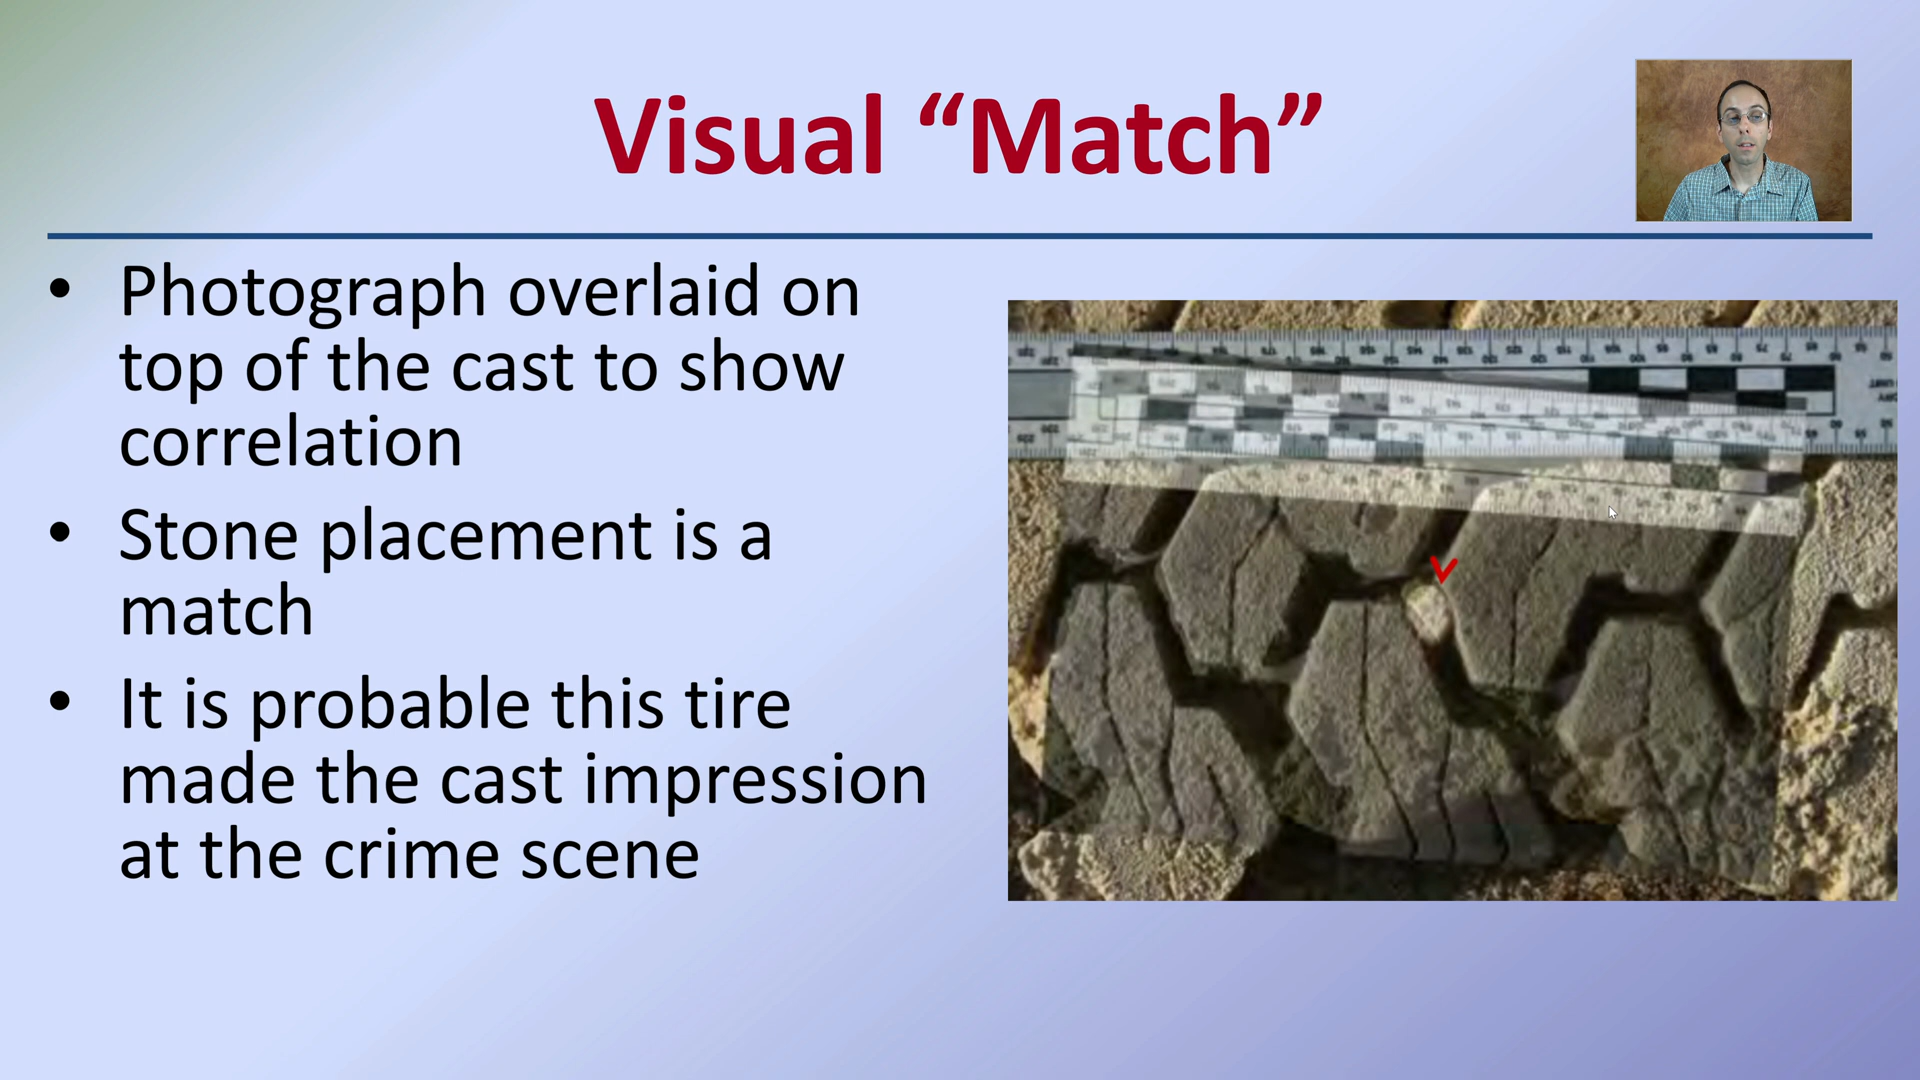 Visual “Match”
• Photograph overlaid on
top of the cast to show
correlation
• Stone placement is a
match
• It is probable this tire
made the cast impression
at the crime scene